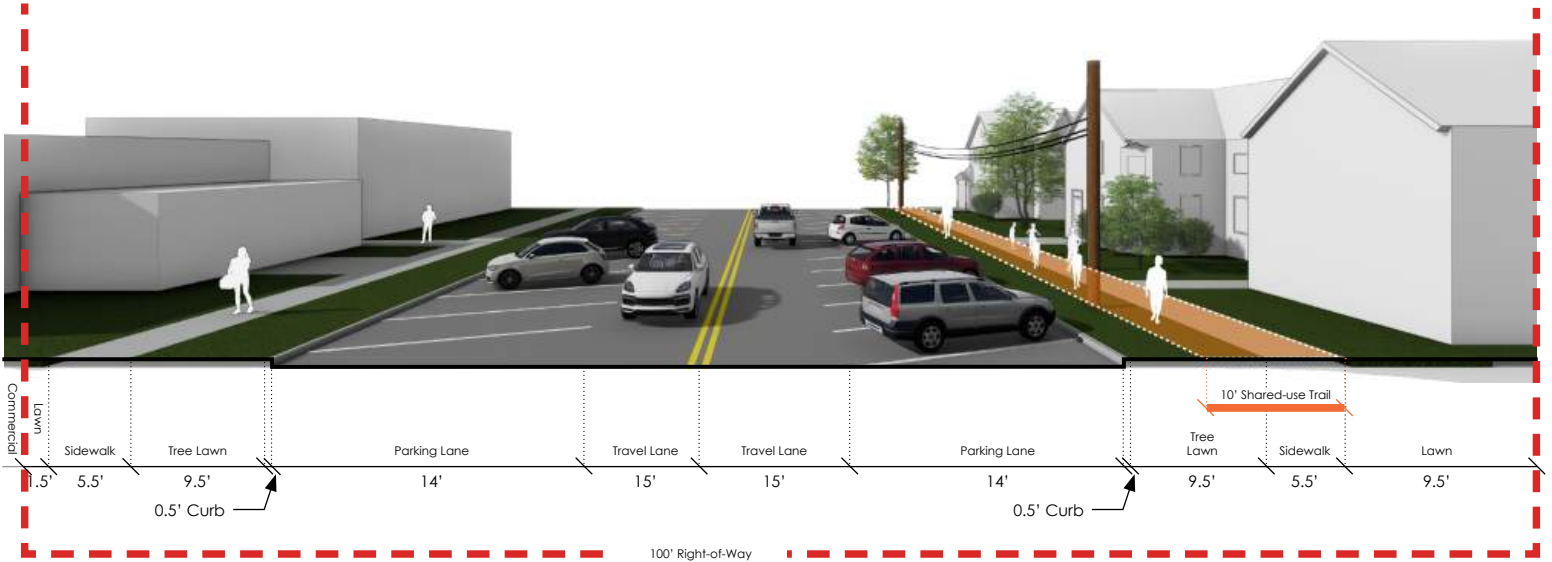 10' Shared-use Trail
Commercial
Lawn
Sidewalk
Tree Lawn
Parking Lane
Travel Lane
Travel Lane
Parking Lane
Tree
Lawn
Sidewalk
Lawn
1.5'
5.5'
9.5'
14'
15'
15'
14'
9.5'
5.5'
9.5'
0.5' Curb
0.5' Curb
100' Right-of-Way